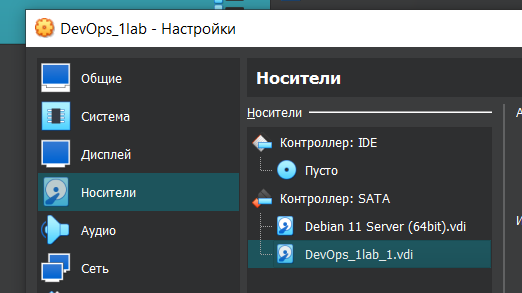 DevOps_1lab - Настройки
Общие
Система
Дисплей
Носители
Аудио
Сеть
Носители
Носители
Контроллер: IDE
Пусто
Контроллер: SATA
Debian 11 Server (64bit).vdi
DevOps_1lab_1.vdi